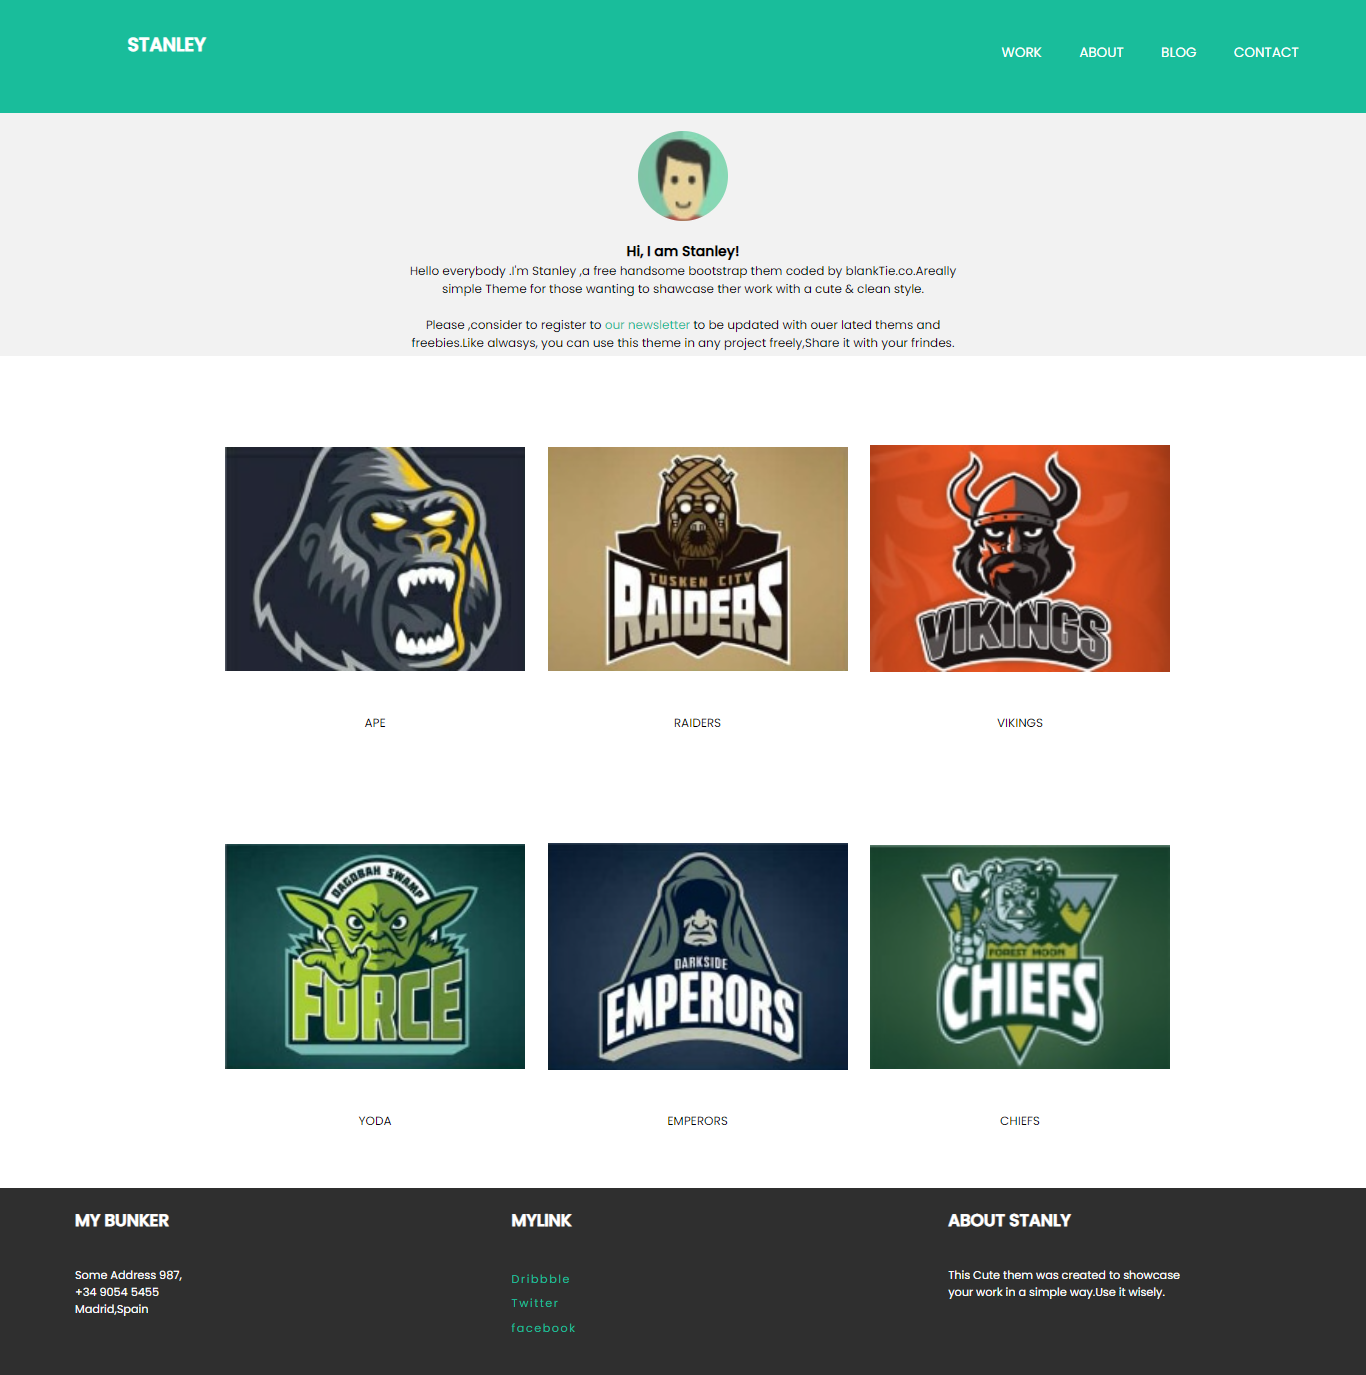 STANLEY
WORK ABOUT BLOG CONTACT
Hi, I am Stanley!
Hello everybody .I'm Stanley ,a free handsome bootstrap them coded by blankTie.co.Areally
simple Theme for those wanting to shawcase ther work with a cute & clean style.
Please ,consider to register to our newsletter to be updated with ouer lated thems and
freebies.Like alwasys, you can use this theme in any project freely,Share it with your frindes.
TUSKEN CITY
RAIDERS
VIKINGS
APE
RAIDERS
VIKINGS
DAGOBAH SWAMP
FORCE
DARKSIDE
EMPERORS
FOREST MOON
CHIEFS
YODA
EMPERORS
CHIEFS
MY BUNKER
Some Address 987,
+34 9054 5455
Madrid,Spain
MYLINK
Dribbble
Twitter
facebook
ABOUT STANLY
This Cute them was created to showcase
your work in a simple way.Use it wisely.